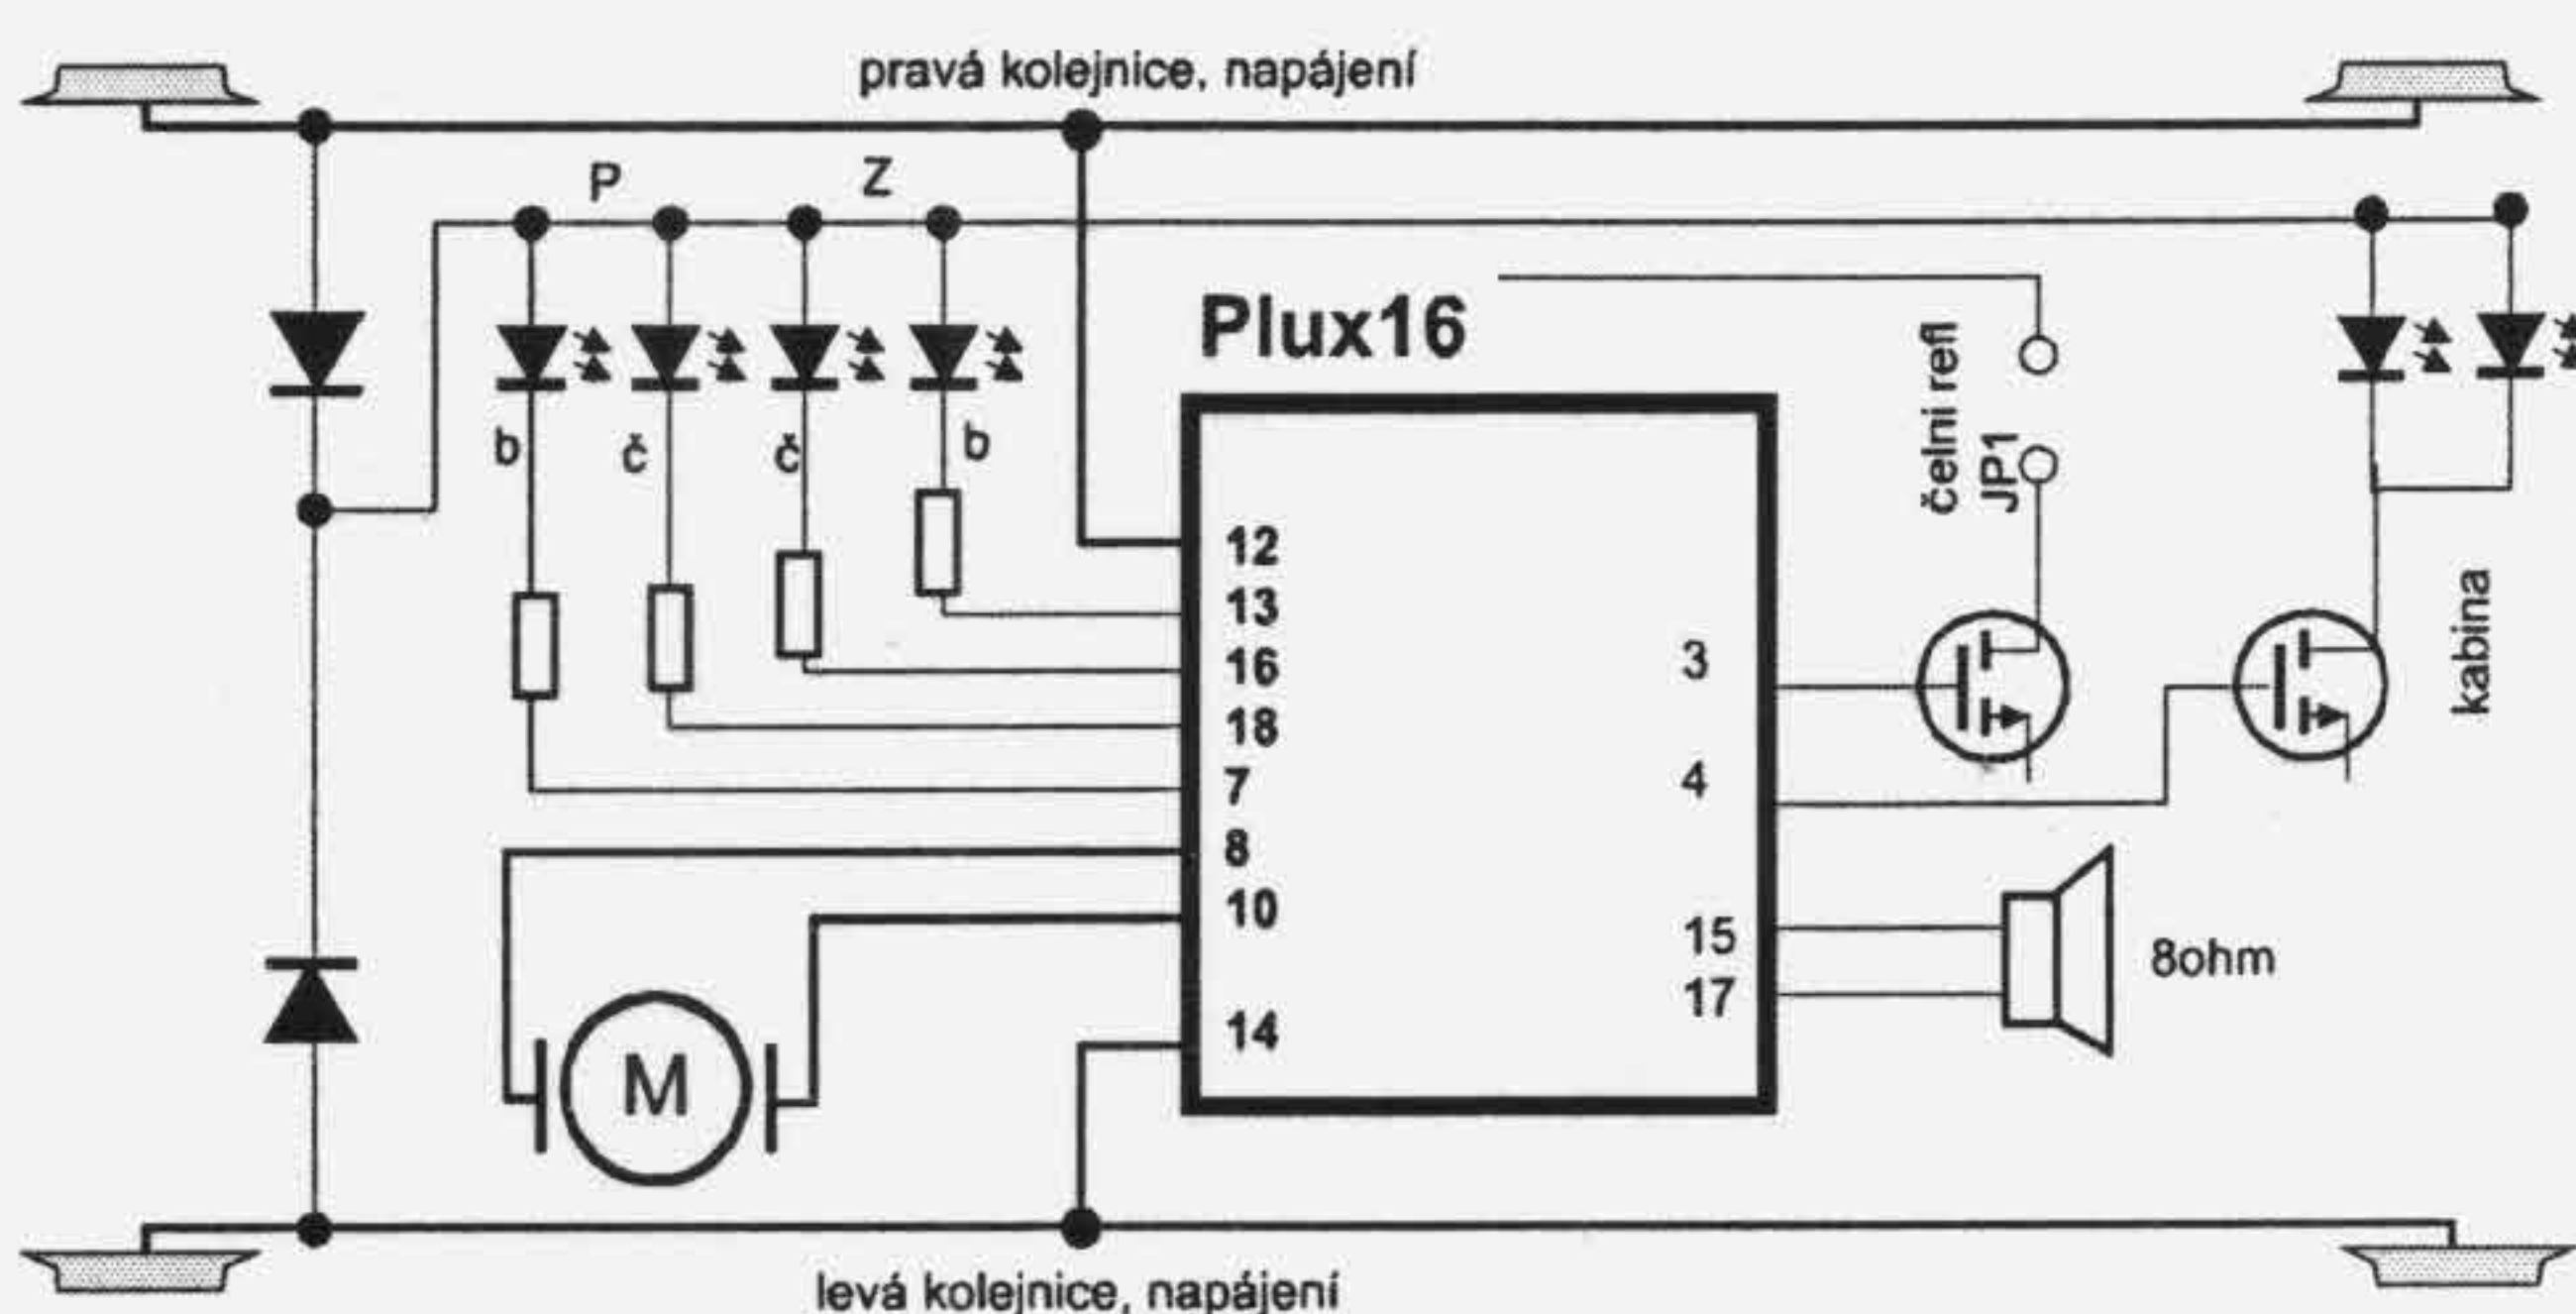 pravá kolejnice, napájení
P
Z
Plux16
b
č
č
b
čelni refl
JP1
12
13
16
18
7
8
10
14
3
4
15
17
kabina
8ohm
M
levá kolejnice, napájení